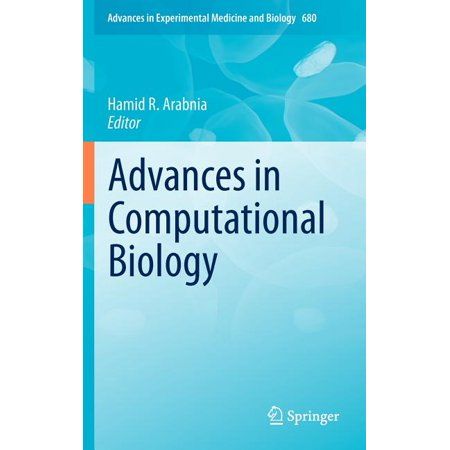 Advances in Experimental Medicine and Biology 680
Hamid R. Arabnia
Editor
Advances in
Computational
Biology
Springer